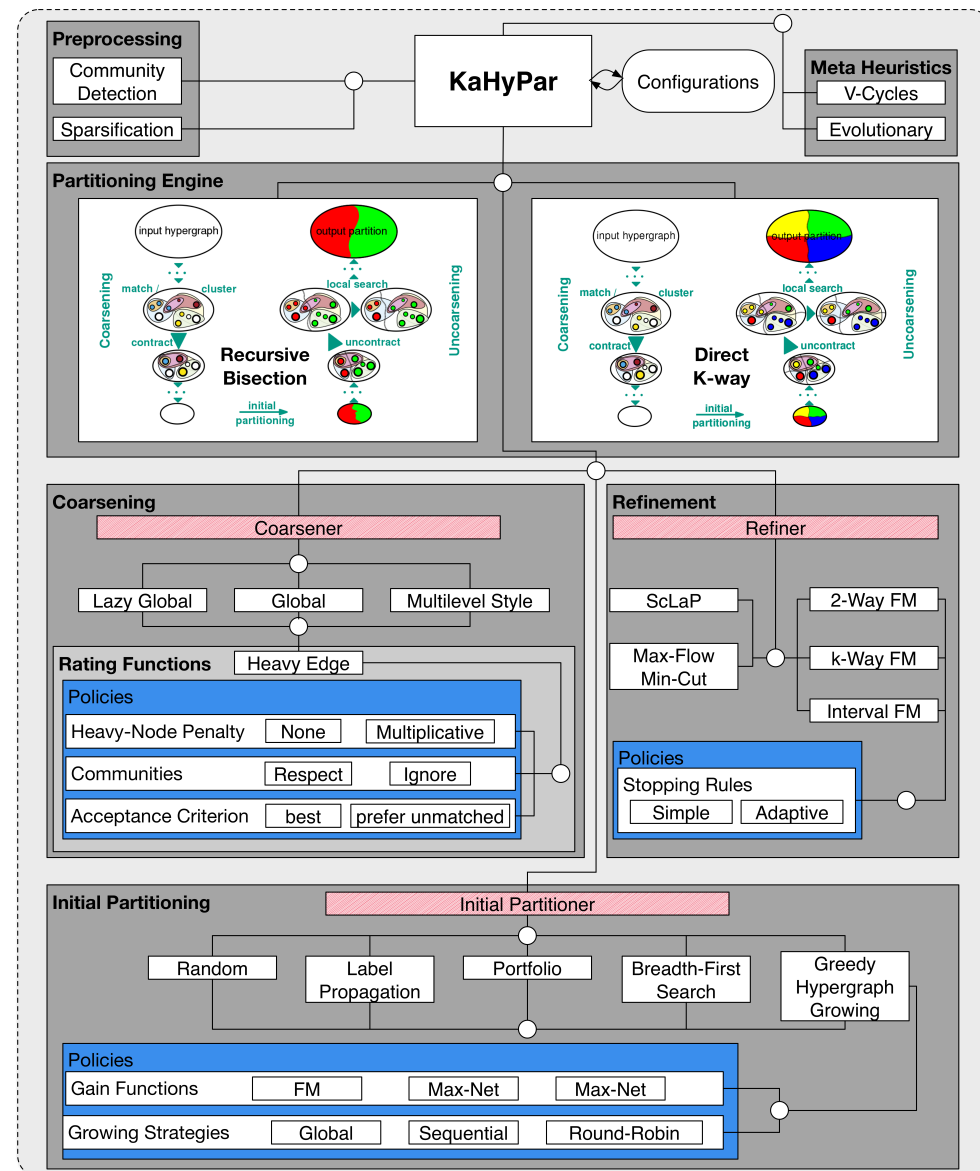 Preprocessing
Community
Detection
Sparsification
KaHyPar
Configurations
Meta Heuristics
V-Cycles
Evolutionary
Partitioning Engine
input hypergraph
output partition
Coarsening
match / cluster
local search
Uncoarsening
contract
uncontract
Recursive
Bisection
initial
partitioning
input hypergraph
output partition
Coarsening
match / cluster
local search
Uncoarsening
contract
uncontract
Direct
K-way
initial
partitioning
Coarsening
Coarsener
Lazy Global
Global
Multilevel Style
Rating Functions
Heavy Edge
Policies
Heavy-Node Penalty None Multiplicative
Communities Respect Ignore
Acceptance Criterion best prefer unmatched
Refinement
Refiner
ScLaP
Max-Flow
Min-Cut
2-Way FM
k-Way FM
Interval FM
Policies
Stopping Rules
Simple Adaptive
Initial Partitioning
Initial Partitioner
Random
Label
Propagation
Portfolio
Breadth-First
Search
Greedy
Hypergraph
Growing
Policies
Gain Functions FM Max-Net Max-Net
Growing Strategies Global Sequential Round-Robin